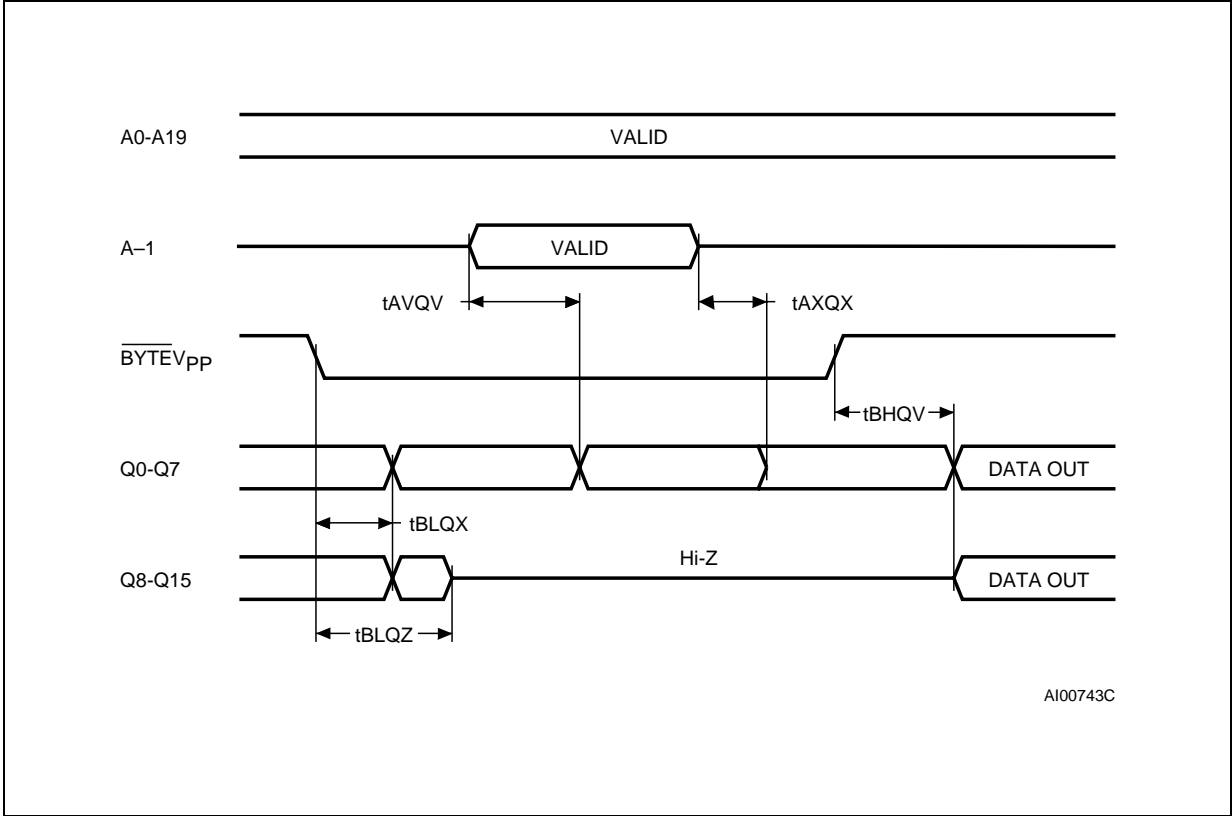 A0-A19 VALID
A–1 VALID
tAVQV tAXQX
BYTEVPP
tBHQV
Q0-Q7 DATA OUT
tBLQX
Hi-Z
Q8-Q15 DATA OUT
tBLQZ
AI00743C